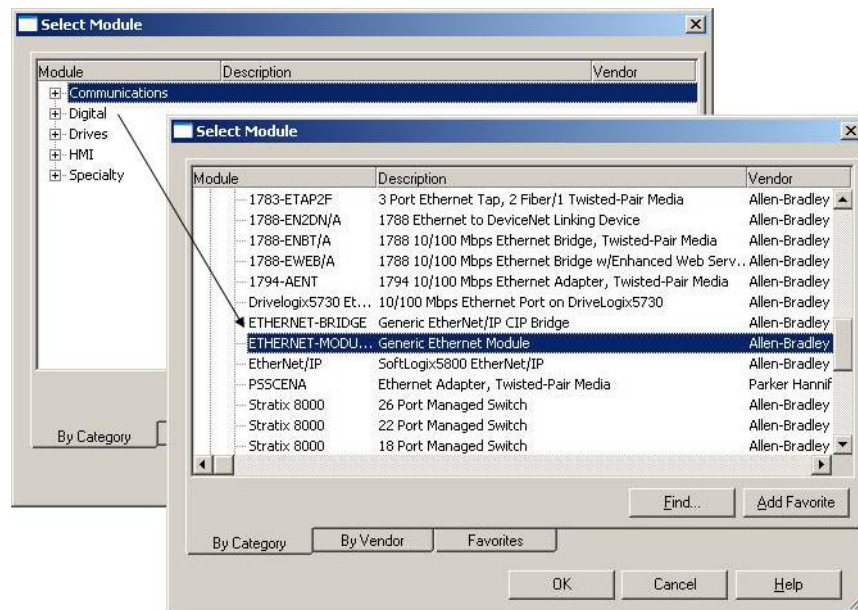 Select Module
Module Description Vendor
Communications
Digital
Drives
HMI
Specialty
By Category
Select Module
Module Description Vendor
1783-ETAP2F 3 Port Ethernet Tap, 2 Fiber/1 Twisted-Pair Media Allen-Bradley
1788-EN2DN/A 1788 Ethernet to DeviceNet Linking Device Allen-Bradley
1788-ENBT/A 1788 10/100 Mbps Ethernet Bridge, Twisted-Pair Media Allen-Bradley
1788-EWEB/A 1788 10/100 Mbps Ethernet Bridge w/Enhanced Web Serv... Allen-Bradley
1794-AENT 1794 10/100 Mbps Ethernet Adapter, Twisted-Pair Media Allen-Bradley
Drivelogix5730 Et... 10/100 Mbps Ethernet Port on DriveLogix5730 Allen-Bradley
ETHERNET-BRIDGE Generic EtherNet/IP CIP Bridge Allen-Bradley
ETHERNET-MODU... Generic Ethernet Module Allen-Bradley
EtherNet/IP SoftLogix5800 EtherNet/IP Allen-Bradley
PSSCENA Ethernet Adapter, Twisted-Pair Media Parker Hannif
Stratix 8000 26 Port Managed Switch Allen-Bradley
Stratix 8000 22 Port Managed Switch Allen-Bradley
Stratix 8000 18 Port Managed Switch Allen-Bradley
Find... Add Favorite
By Category By Vendor Favorites
OK Cancel Help